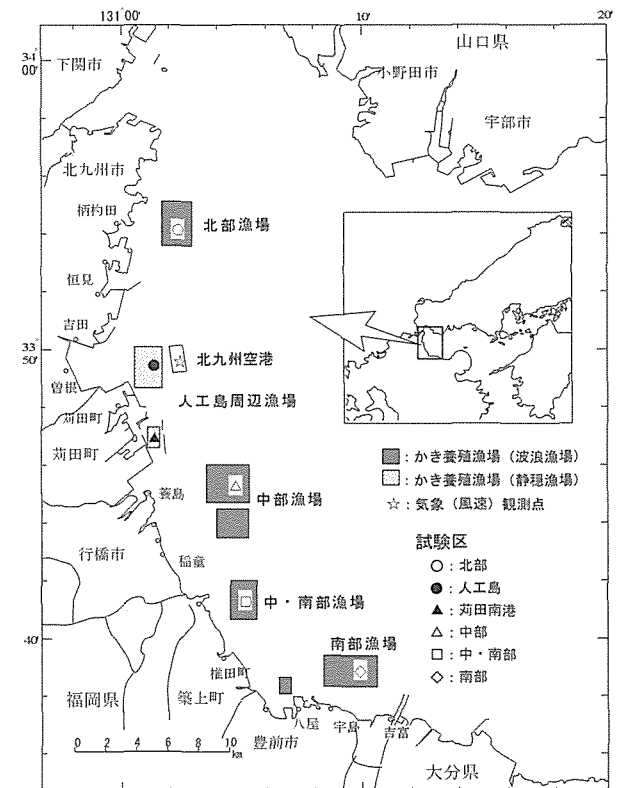 131°00′
10′
20′
34°
00′
山口県
下関市
小野田市
宇部市
北九州市
柄杓田
北部漁場
恒見
吉田
33°
50′
北九州空港
曽根
人工島周辺漁場
苅田町
苅田町
：かき養殖漁場（波浪漁場）
：かき養殖漁場（静穏漁場）
☆：気象（風速）観測点
蓑島
中部漁場
試験区
○：北部
●：人工島
▲：苅田南港
△：中部
□：中・南部
◇：南部
行橋市
稲童
中・南部漁場
40′
南部漁場
椎田町
福岡県
築上町
八屋
宇島
吉富
豊前市
0 2 4 6 8 10
km
大分県